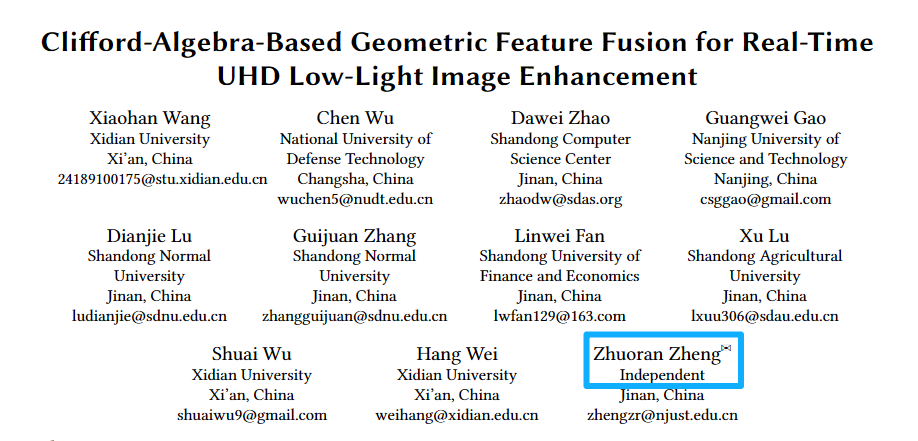 Clifford-Algebra-Based Geometric Feature Fusion for Real-Time
UHD Low-Light Image Enhancement
Xiaohan Wang
Xidian University
Xi'an, China
24189100175@stu.xidian.edu.cn
Chen Wu
National University of
Defense Technology
Changsha, China
wuchen5@nudt.edu.cn
Dawei Zhao
Shandong Computer
Science Center
Jinan, China
zhaodw@sdas.org
Guangwei Gao
Nanjing University of
Science and Technology
Nanjing, China
csggao@gmail.com
Dianjie Lu
Shandong Normal
University
Jinan, China
ludianjie@sdnu.edu.cn
Guijuan Zhang
Shandong Normal
University
Jinan, China
zhangguijuan@sdnu.edu.cn
Linwei Fan
Shandong University of
Finance and Economics
Jinan, China
lwfan129@163.com
Xu Lu
Shandong Agricultural
University
Jinan, China
lxuu306@sdau.edu.cn
Shuai Wu
Xidian University
Xi'an, China
shuaiwu9@gmail.com
Hang Wei
Xidian University
Xi'an, China
weihang@xidian.edu.cn
Zhuoran Zheng✉
Independent
Jinan, China
zhengzr@njust.edu.cn